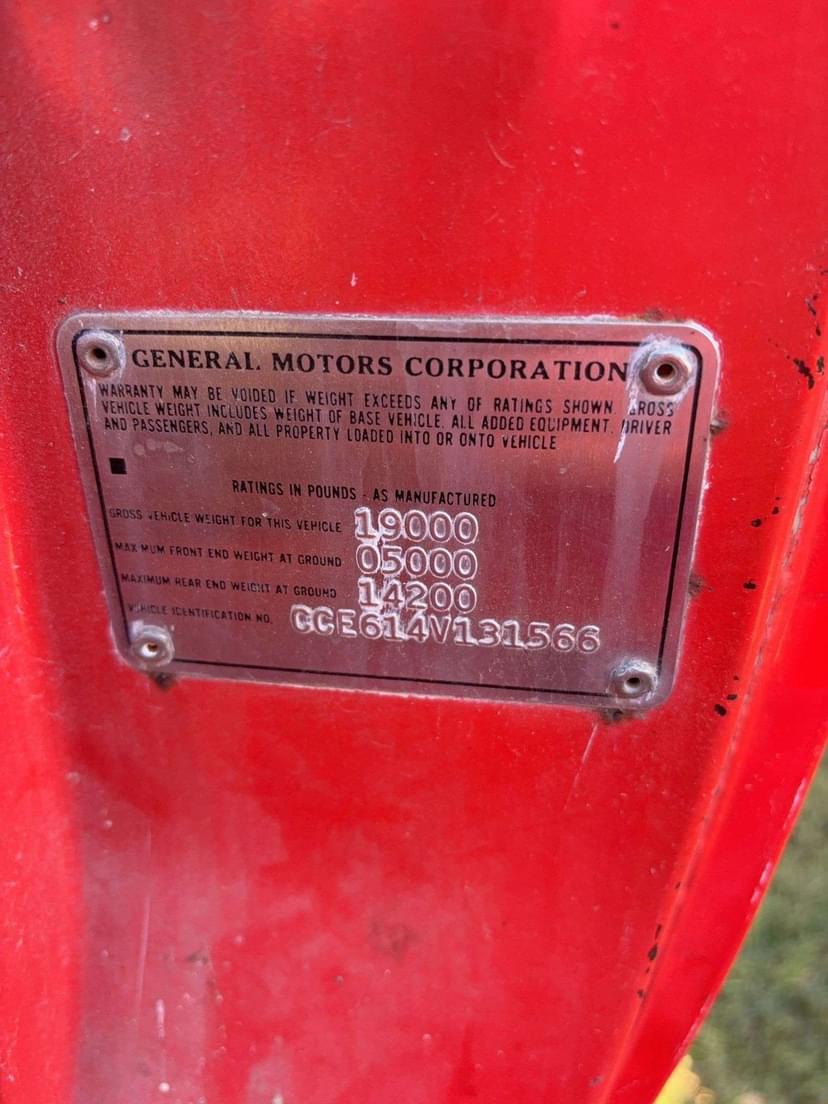 GENERAL MOTORS CORPORATION
WARRANTY MAY BE VOIDED IF WEIGHT EXCEEDS ANY OF RATINGS SHOWN. GROSS
VEHICLE WEIGHT INCLUDES WEIGHT OF BASE VEHICLE, ALL ADDED EQUIPMENT, DRIVER
AND PASSENGERS, AND ALL PROPERTY LOADED INTO OR ONTO VEHICLE
RATINGS IN POUNDS - AS MANUFACTURED
GROSS VEHICLE WEIGHT FOR THIS VEHICLE 19000
MAXIMUM FRONT END WEIGHT AT GROUND 05000
MAXIMUM REAR END WEIGHT AT GROUND 14200
VEHICLE IDENTIFICATION NO. CCE614V131566